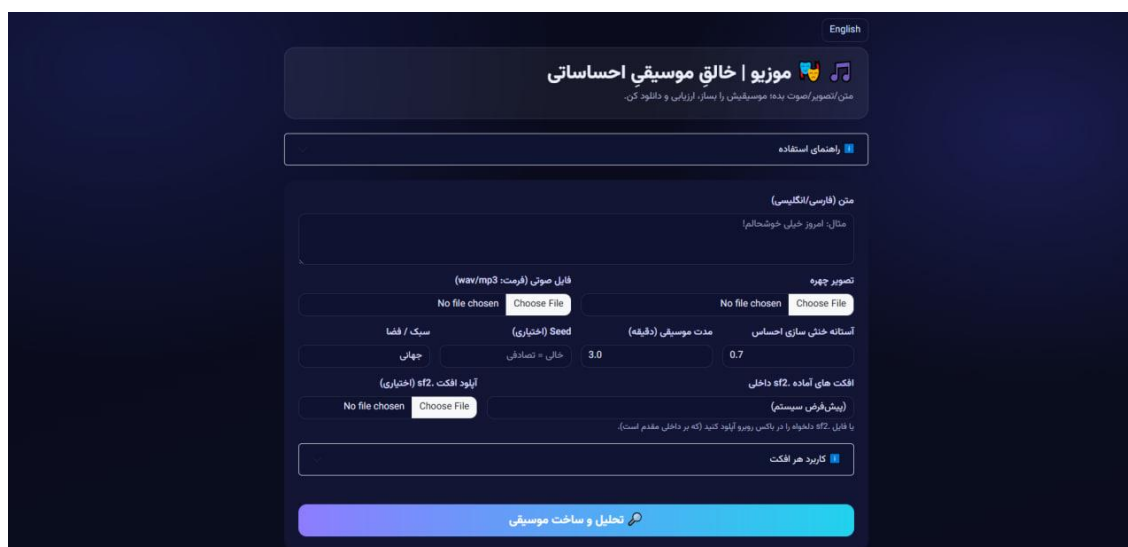 English
موزیو | خالقِ موسیقیِ احساساتی
متن/تصویر/صوت بده؛ موسیقیش را بساز، ارزیابی و دانلود کن.
راهنمای استفاده
متن (فارسی/انگلیسی)
مثال: امروز خیلی خوشحالم!
تصویر چهره
فایل صوتی (فرمت: wav/mp3)
Choose File No file chosen
Choose File No file chosen
آستانه خنثی سازی احساس
مدت موسیقی (دقیقه)
Seed (اختیاری)
سبک / فضا
0.7
3.0
خالی = تصادفی
جهانی
افکت های آماده .sf2 داخلی
آپلود افکت .sf2 (اختیاری)
(پیش‌فرض سیستم)
Choose File No file chosen
یا فایل .sf2 دلخواه را در باکس روبرو آپلود کنید (که بر داخلی مقدم است).
کاربرد هر افکت
تحلیل و ساخت موسیقی